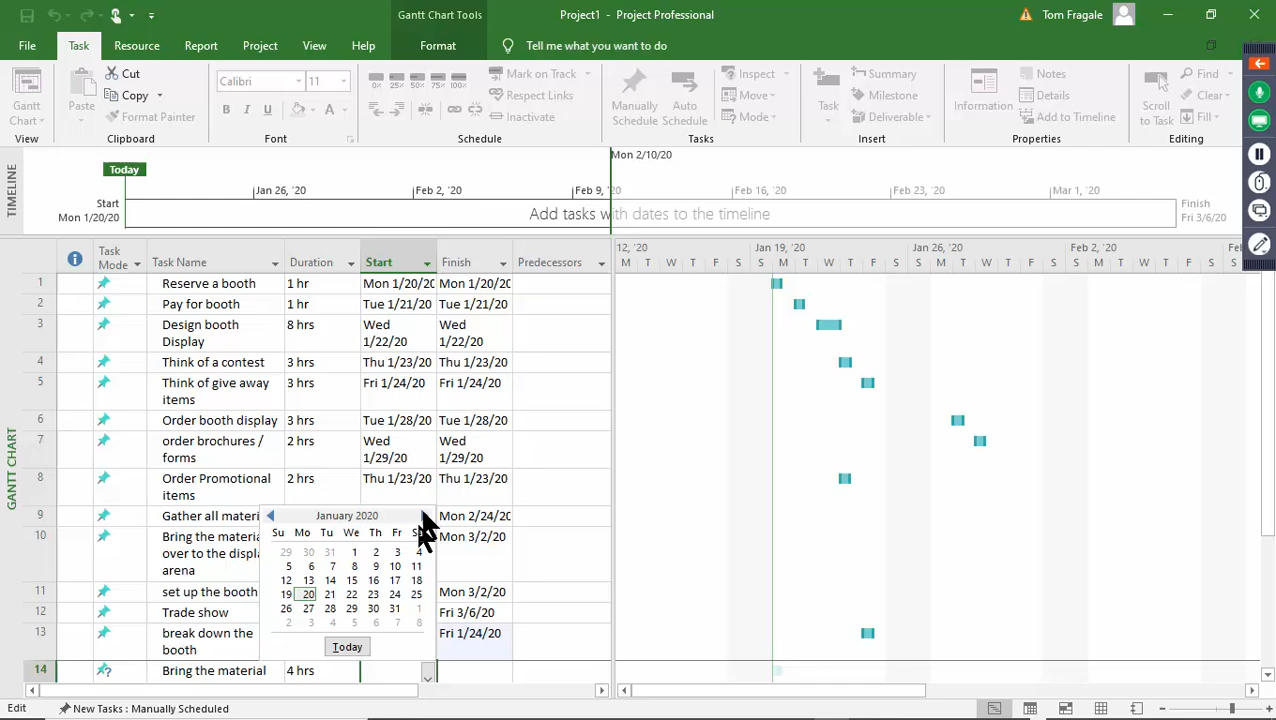 Gantt Chart Tools
Project1 - Project Professional
Tom Fragale
File Task Resource Report Project View Help Format Tell me what you want to do
Gantt Chart
View
Paste
Cut
Copy
Format Painter
Clipboard
Calibri 11
B I U A
Font
0% 25% 50% 75% 100%
Mark on Track
Respect Links
Inactivate
Schedule
Manually Schedule
Auto Schedule
Inspect
Move
Mode
Tasks
Task
Summary
Milestone
Deliverable
Insert
Information
Notes
Details
Add to Timeline
Properties
Scroll to Task
Find
Clear
Fill
Editing
TIMELINE
Mon 2/10/20
Today
Jan 26, '20 Feb 2, '20 Feb 9, '20 Feb 16, '20 Feb 23, '20 Mar 1, '20
Start
Mon 1/20/20
Add tasks with dates to the timeline
Finish
Fri 3/6/20
GANTT CHART
Task Mode Task Name Duration Start Finish Predecessors
12, '20 Jan 19, '20 Jan 26, '20 Feb 2, '20
M T W T F S S M T W T F S S M T W T F S S M T W T F S S
1 Reserve a booth 1 hr Mon 1/20/20 Mon 1/20/20
2 Pay for booth 1 hr Tue 1/21/20 Tue 1/21/20
3 Design booth Display 8 hrs Wed 1/22/20 Wed 1/22/20
4 Think of a contest 3 hrs Thu 1/23/20 Thu 1/23/20
5 Think of give away items 3 hrs Fri 1/24/20 Fri 1/24/20
6 Order booth display 3 hrs Tue 1/28/20 Tue 1/28/20
7 order brochures / forms 2 hrs Wed 1/29/20 Wed 1/29/20
8 Order Promotional items 2 hrs Thu 1/23/20 Thu 1/23/20
9 Gather all materi Mon 2/24/20
10 Bring the materia over to the displa arena Mon 3/2/20
11 set up the booth Mon 3/2/20
12 Trade show Fri 3/6/20
13 break down the booth Fri 1/24/20
14 Bring the material 4 hrs
January 2020
Su Mo Tu We Th Fr
29 30 31 1 2 3 4
5 6 7 8 9 10 11
12 13 14 15 16 17 18
19 20 21 22 23 24 25
26 27 28 29 30 31 1
2 3 4 5 6 7 8
Today
Edit New Tasks : Manually Scheduled